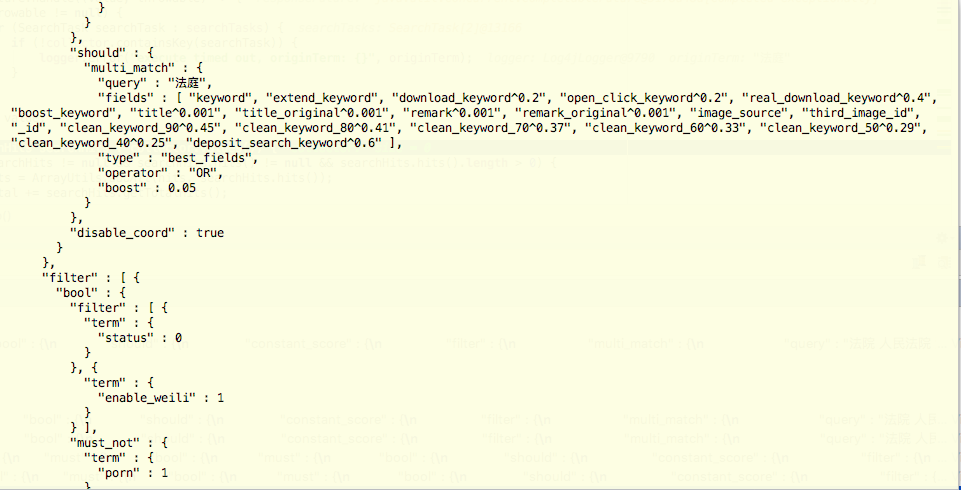 }
}
},
"should" : {
"multi_match" : {
"query" : "法庭",
"fields" : [ "keyword", "extend_keyword", "download_keyword^0.2", "open_click_keyword^0.2", "real_download_keyword^0.4",
"boost_keyword", "title^0.001", "title_original^0.001", "remark^0.001", "remark_original^0.001", "image_source", "third_image_id",
"_id", "clean_keyword_90^0.45", "clean_keyword_80^0.41", "clean_keyword_70^0.37", "clean_keyword_60^0.33", "clean_keyword_50^0.29",
"clean_keyword_40^0.25", "deposit_search_keyword^0.6" ],
"type" : "best_fields",
"operator" : "OR",
"boost" : 0.05
}
},
"disable_coord" : true
}
},
"filter" : [ {
"bool" : {
"filter" : [ {
"term" : {
"status" : 0
}
}, {
"term" : {
"enable_weili" : 1
}
} ],
"must_not" : {
"term" : {
"porn" : 1
}